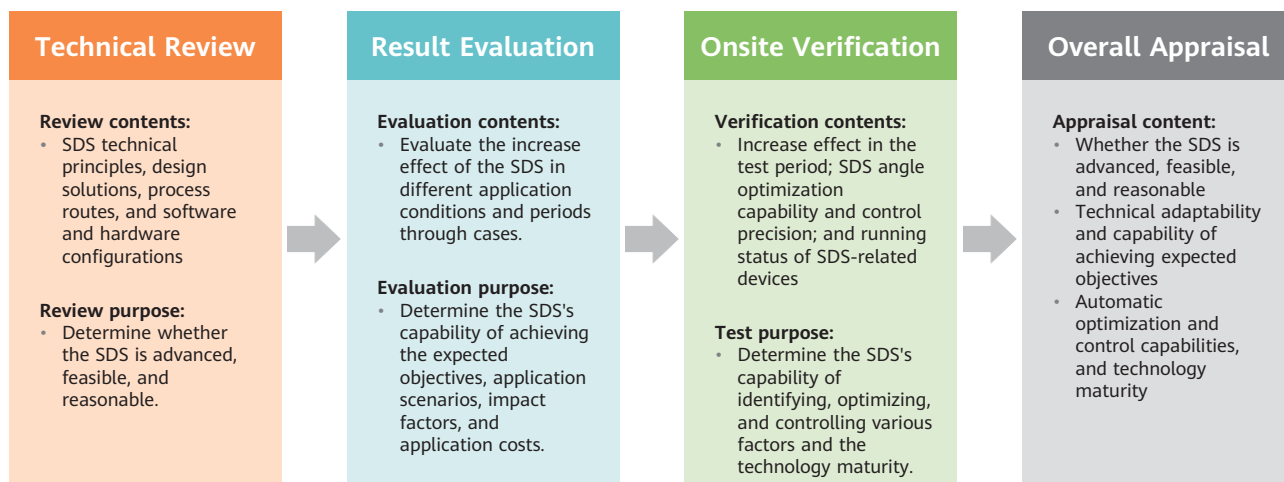 Technical Review
Review contents:
• SDS technical
principles, design
solutions, process
routes, and software
and hardware
configurations
Review purpose:
• Determine whether
the SDS is advanced,
feasible, and
reasonable.
Result Evaluation
Evaluation contents:
• Evaluate the increase
effect of the SDS in
different application
conditions and periods
through cases.
Evaluation purpose:
• Determine the SDS's
capability of achieving
the expected
objectives, application
scenarios, impact
factors, and
application costs.
Onsite Verification
Verification contents:
• Increase effect in the
test period; SDS angle
optimization
capability and control
precision; and running
status of SDS-related
devices
Test purpose:
• Determine the SDS's
capability of
identifying, optimizing,
and controlling various
factors and the
technology maturity.
Overall Appraisal
Appraisal content:
• Whether the SDS is
advanced, feasible,
and reasonable
• Technical adaptability
and capability of
achieving expected
objectives
• Automatic
optimization and
control capabilities,
and technology
maturity